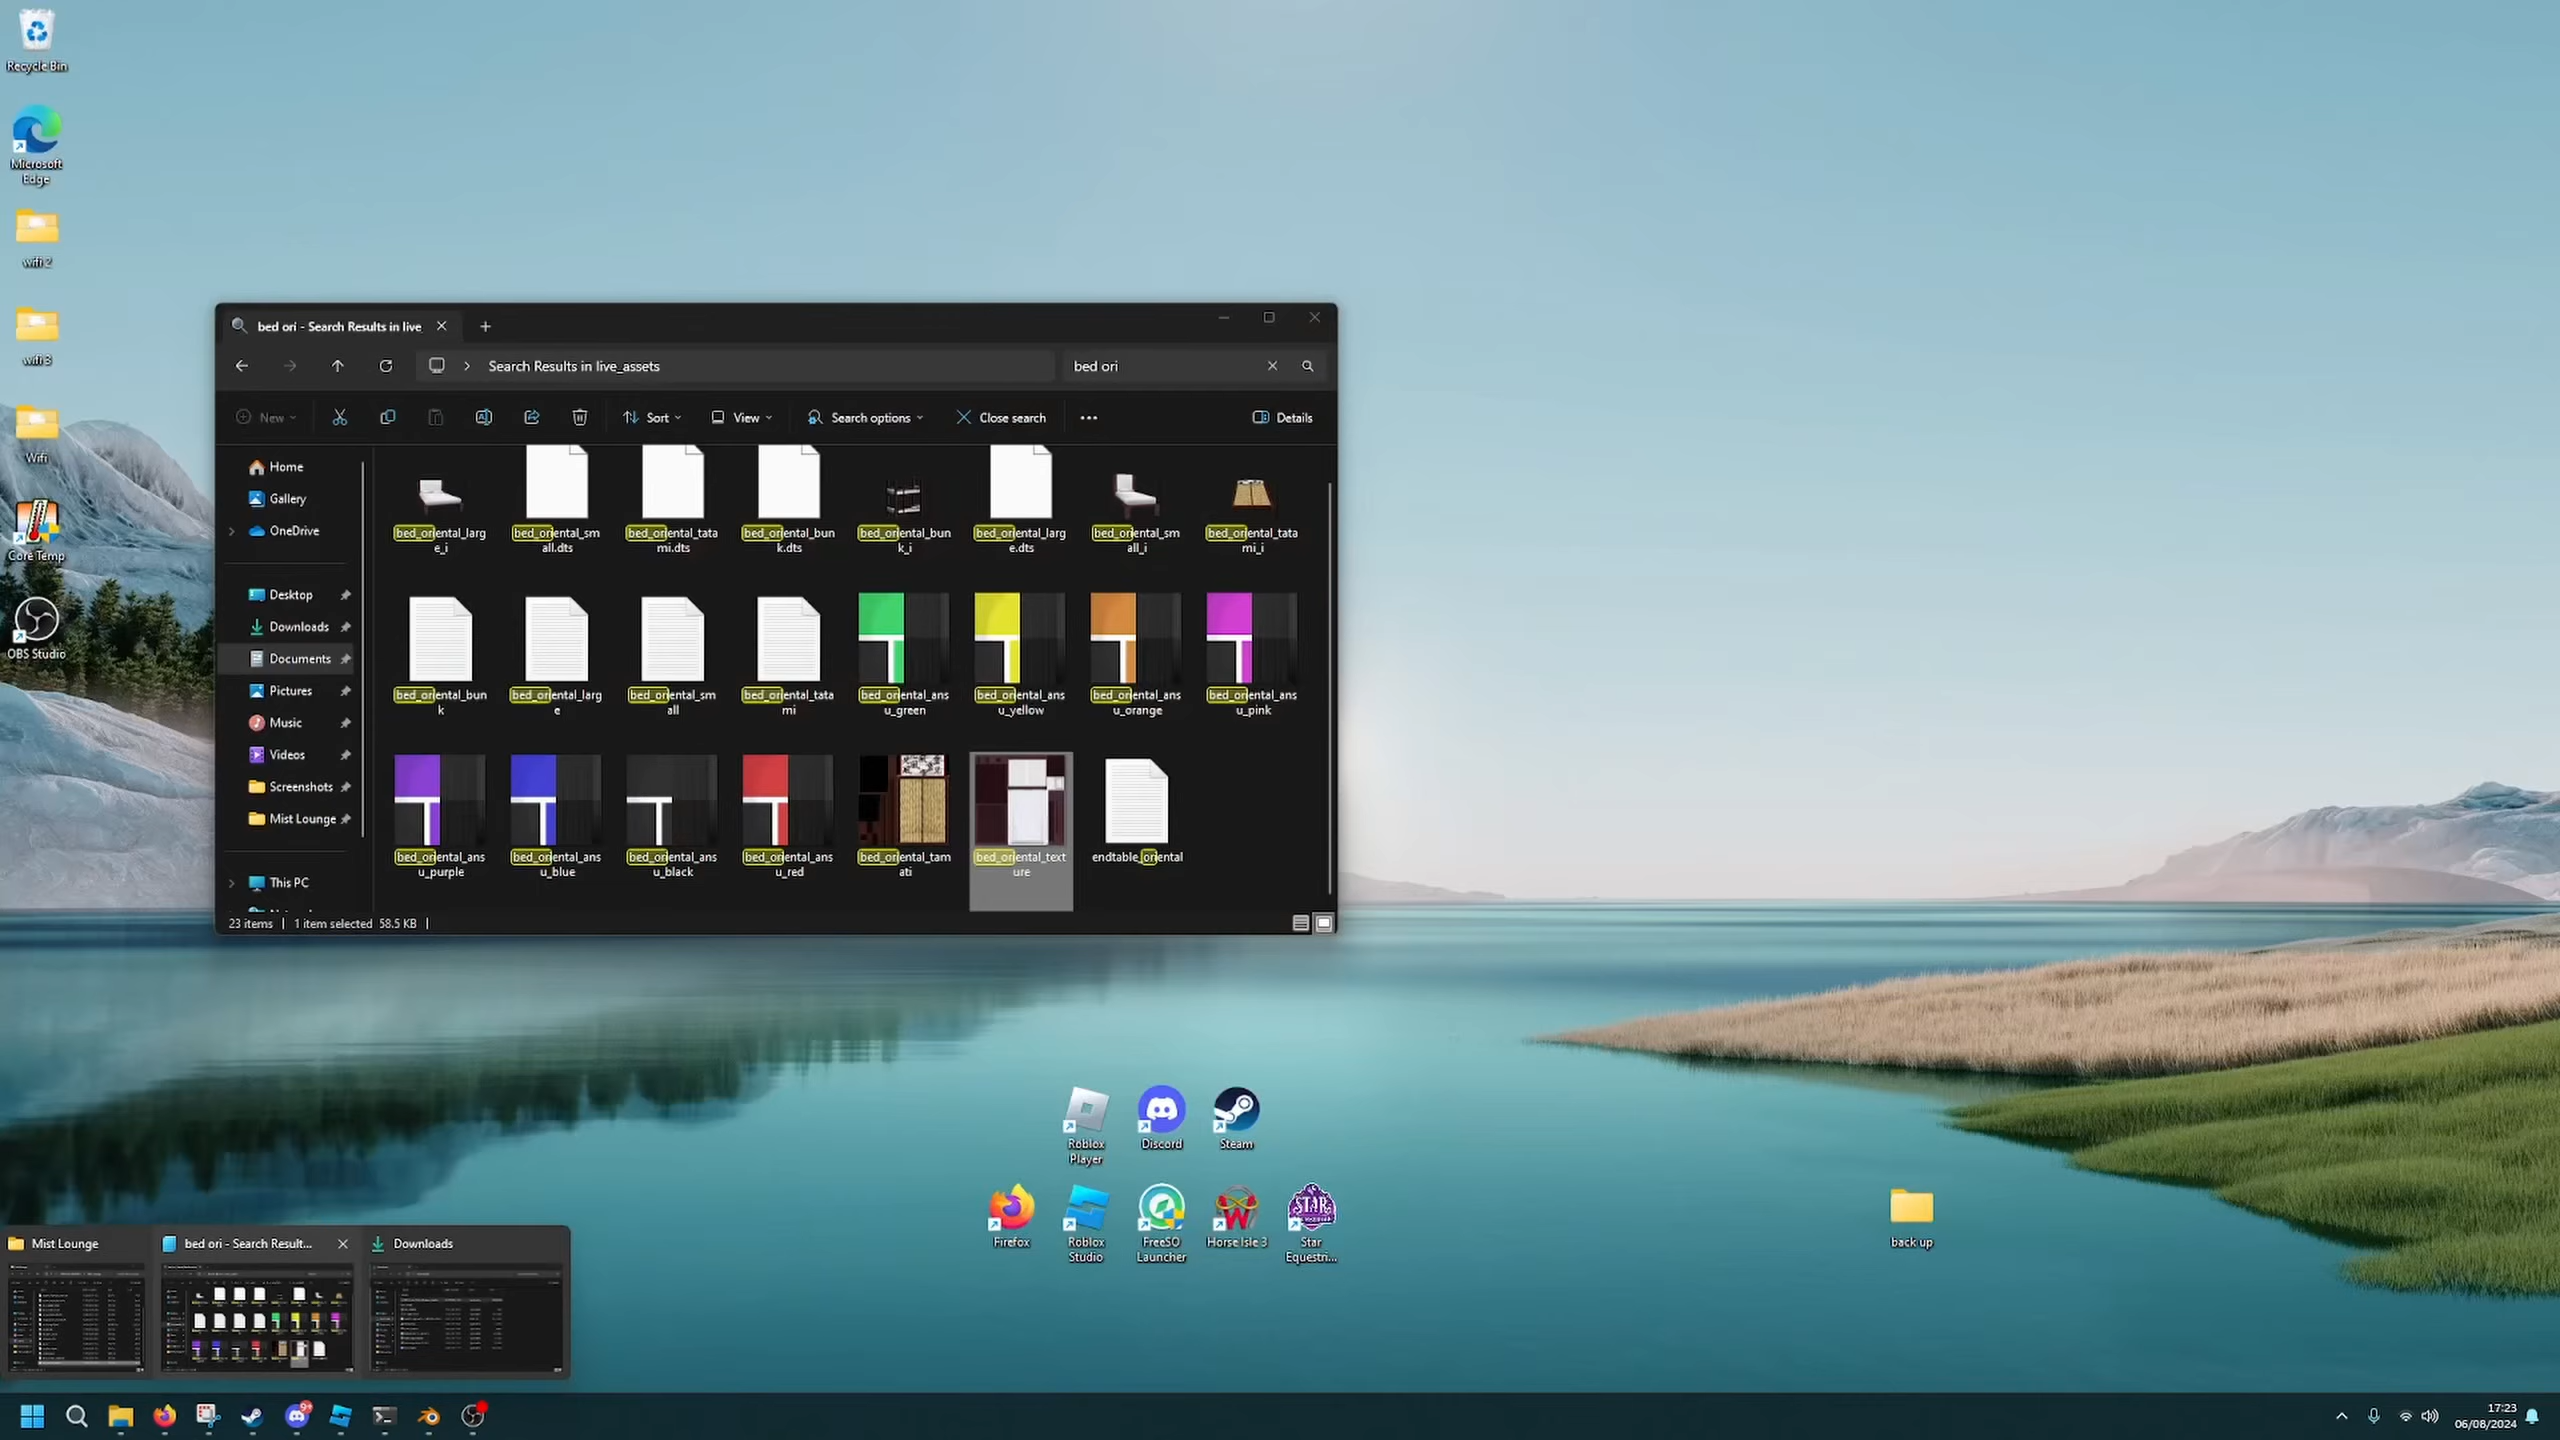 Recycle Bin
Microsoft
Edge
wifi 2
wifi 3
Wifi
Core Temp
OBS Studio
bed ori - Search Results in live
Search Results in live_assets
bed ori
New
Sort
View
Search options
Close search
Details
Home
Gallery
OneDrive
Desktop
Downloads
Documents
Pictures
Music
Videos
Screenshots
Mist Lounge
This PC
bed_oriental_larg
e_i
bed_oriental_sm
all.dts
bed_oriental_tata
mi.dts
bed_oriental_bun
k.dts
bed_oriental_bun
k_i
bed_oriental_larg
e.dts
bed_oriental_sm
all_i
bed_oriental_tata
mi_i
bed_oriental_bun
k
bed_oriental_larg
e
bed_oriental_sm
all
bed_oriental_tata
mi
bed_oriental_ans
u_green
bed_oriental_ans
u_yellow
bed_oriental_ans
u_orange
bed_oriental_ans
u_pink
bed_oriental_ans
u_purple
bed_oriental_ans
u_blue
bed_oriental_ans
u_black
bed_oriental_ans
u_red
bed_oriental_tam
ati
bed_oriental_text
ure
endtable_oriental
23 items
1 item selected 58.5 KB
Roblox
Player
Discord
Steam
Firefox
Roblox
Studio
FreeSO
Launcher
Horse Isle 3
STAR
Star
Equestri...
back up
Mist Lounge
bed ori - Search Result...
Downloads
9+
17:23
06/08/2024